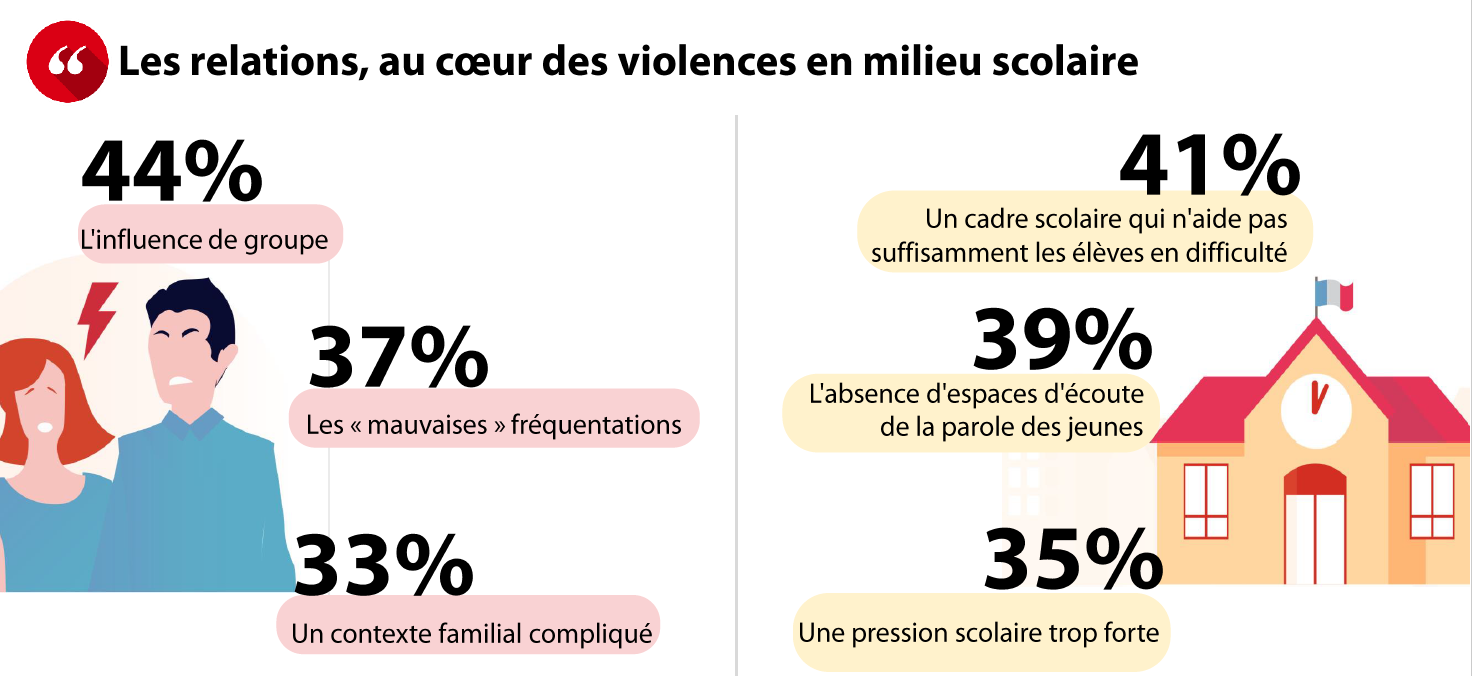 Les relations, au cœur des violences en milieu scolaire
44%
L'influence de groupe
37%
Les « mauvaises » fréquentations
33%
Un contexte familial compliqué
41%
Un cadre scolaire qui n'aide pas
suffisamment les élèves en difficulté
39%
L'absence d'espaces d'écoute
de la parole des jeunes
35%
Une pression scolaire trop forte